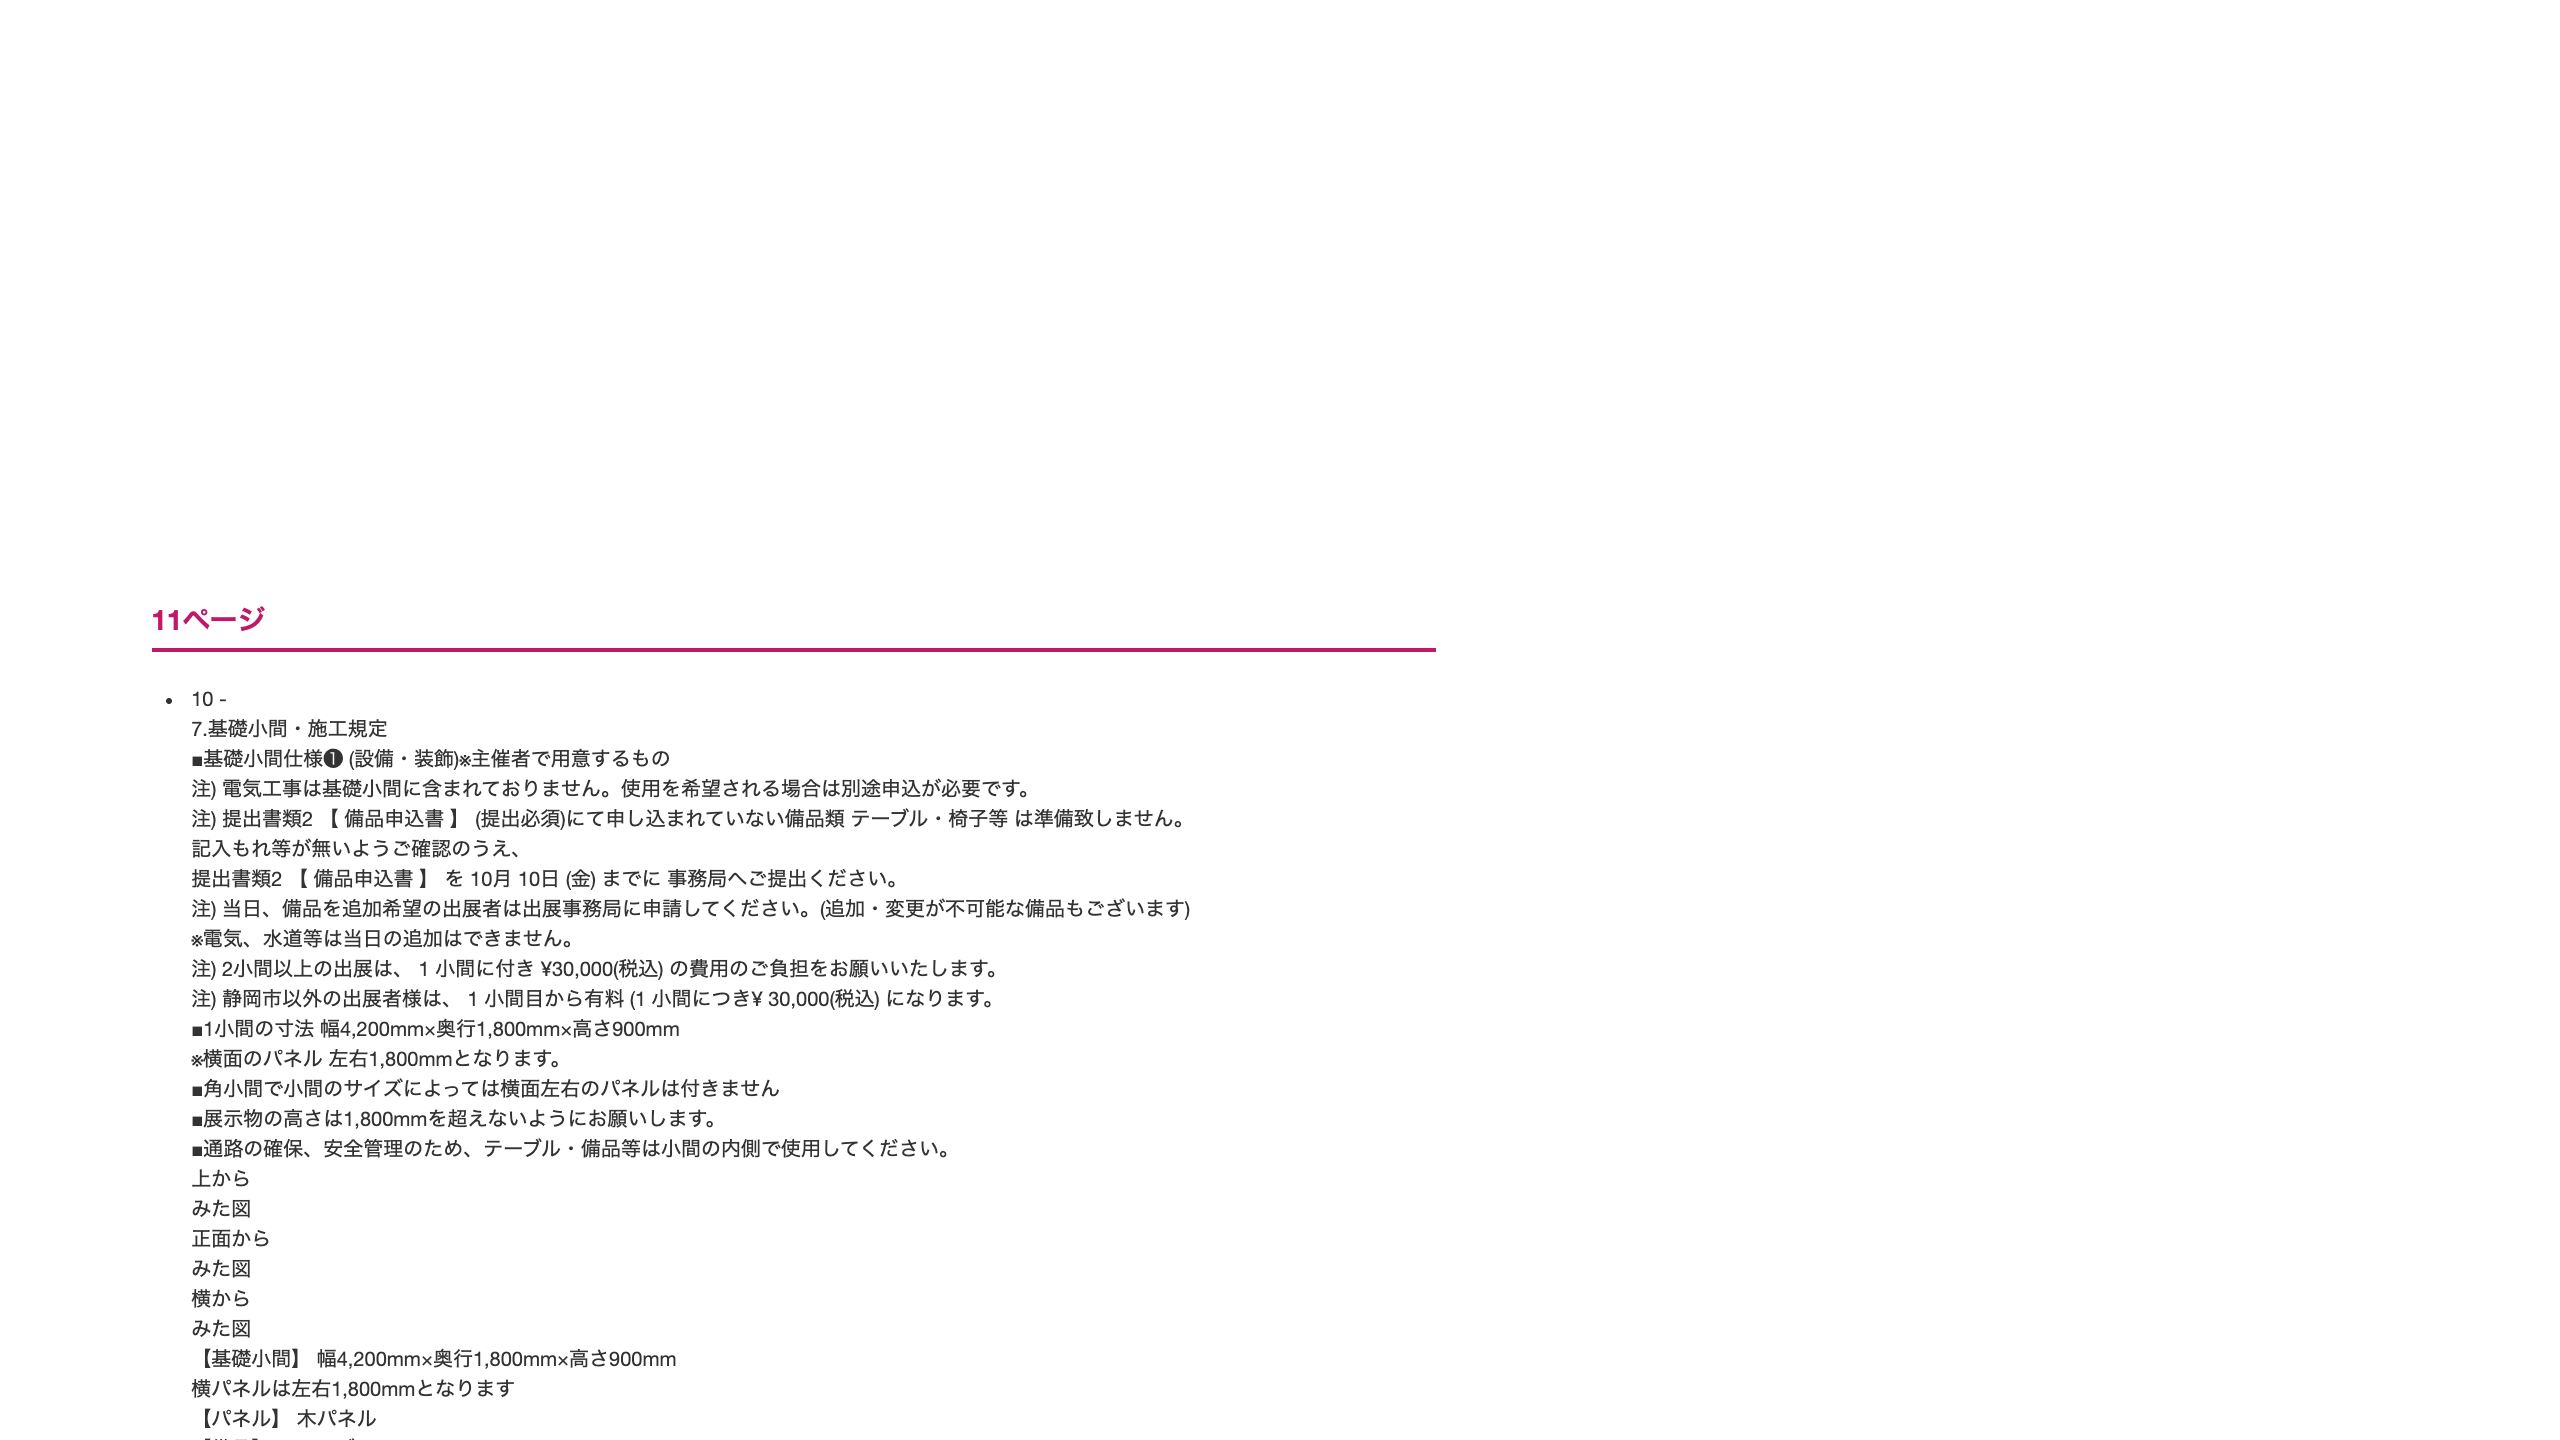 11ページ
10 -
7.基礎小間・施工規定
■基礎小間仕様❶ (設備・装飾)※主催者で用意するもの
注) 電気工事は基礎小間に含まれておりません。使用を希望される場合は別途申込が必要です。
注) 提出書類2 【 備品申込書 】 (提出必須)にて申し込まれていない備品類 テーブル・椅子等 は準備致しません。
記入もれ等が無いようご確認のうえ、
提出書類2 【 備品申込書 】 を 10月 10日 (金) までに 事務局へご提出ください。
注) 当日、備品を追加希望の出展者は出展事務局に申請してください。(追加・変更が不可能な備品もございます)
※電気、水道等は当日の追加はできません。
注) 2小間以上の出展は、 1 小間に付き ¥30,000(税込) の費用のご負担をお願いいたします。
注) 静岡市以外の出展者様は、 1 小間目から有料 (1 小間につき¥ 30,000(税込) になります。
■1小間の寸法 幅4,200mm×奥行1,800mm×高さ900mm
※横面のパネル 左右1,800mmとなります。
■角小間で小間のサイズによっては横面左右のパネルは付きません
■展示物の高さは1,800mmを超えないようにお願いします。
■通路の確保、安全管理のため、テーブル・備品等は小間の内側で使用してください。
上から
みた図
正面から
みた図
横から
みた図
【基礎小間】 幅4,200mm×奥行1,800mm×高さ900mm
横パネルは左右1,800mmとなります
【パネル】 木パネル